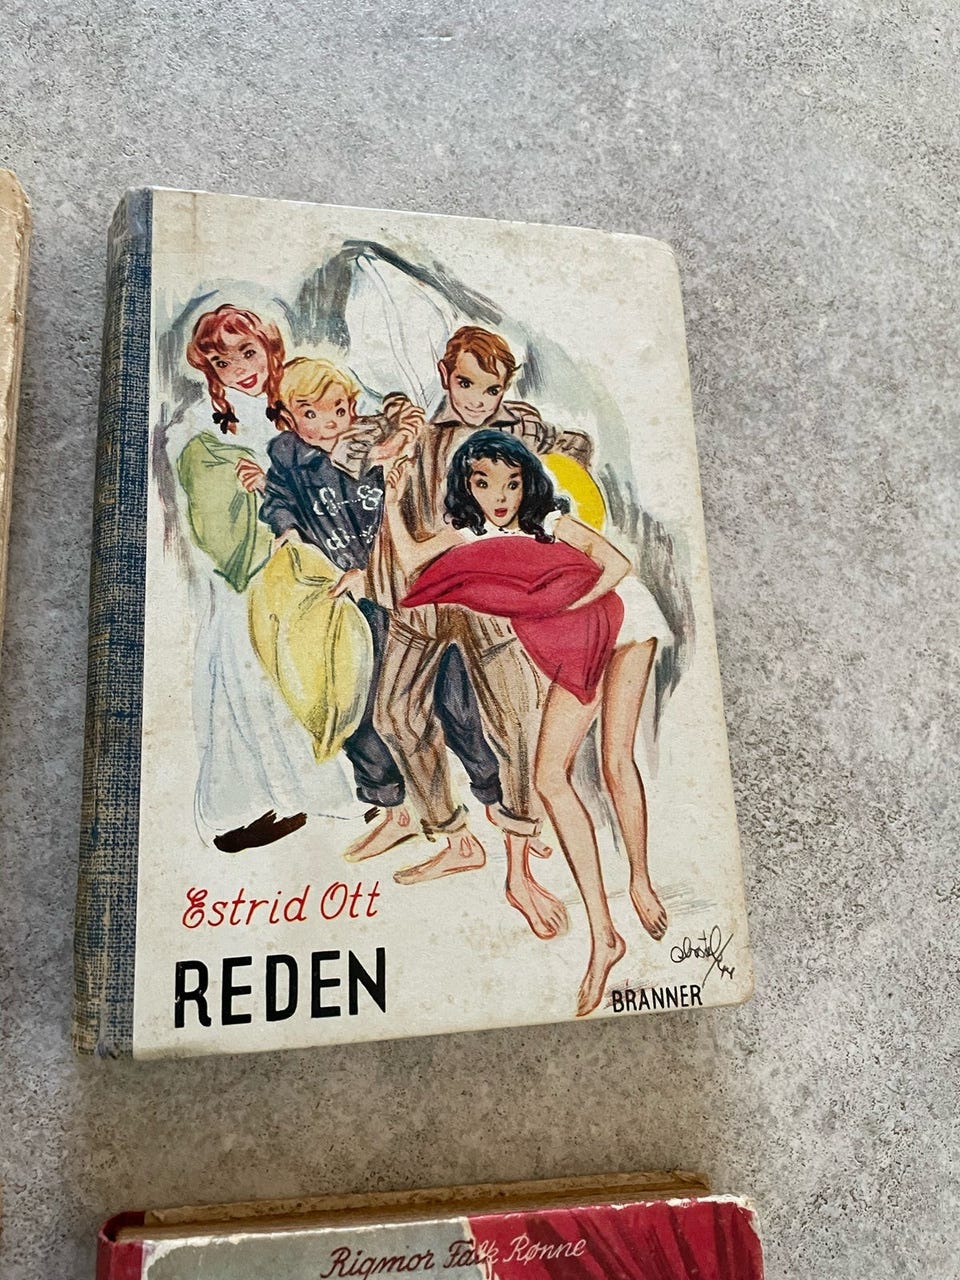 Estrid Ott
REDEN
BRANNER
Rigmor Falk Rønne